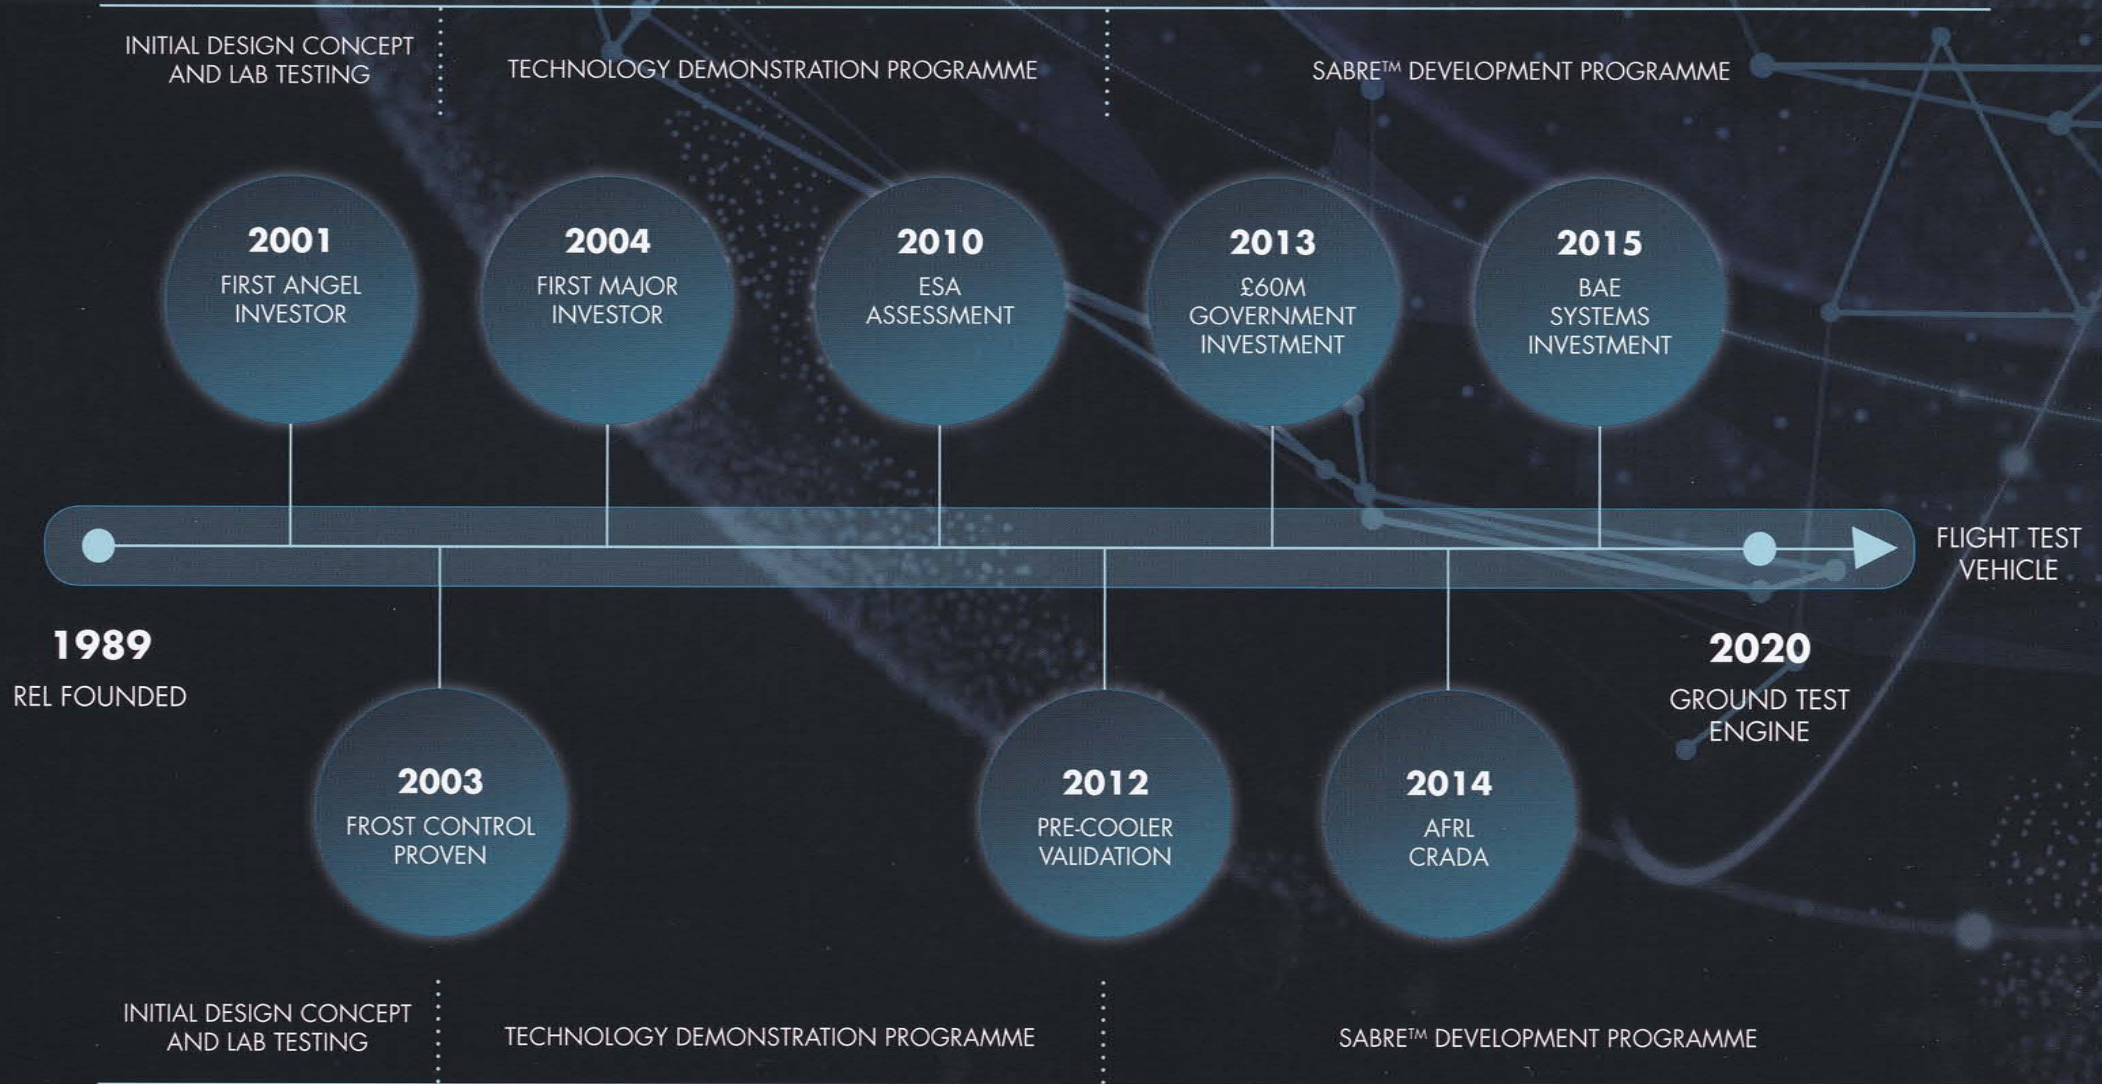 INITIAL DESIGN CONCEPT
AND LAB TESTING
TECHNOLOGY DEMONSTRATION PROGRAMME
SABRE™ DEVELOPMENT PROGRAMME
2001
FIRST ANGEL
INVESTOR
2004
FIRST MAJOR
INVESTOR
2010
ESA
ASSESSMENT
2013
£60M
GOVERNMENT
INVESTMENT
2015
BAE
SYSTEMS
INVESTMENT
FLIGHT TEST
VEHICLE
1989
REL FOUNDED
2020
GROUND TEST
ENGINE
2003
FROST CONTROL
PROVEN
2012
PRE-COOLER
VALIDATION
2014
AFRL
CRADA
INITIAL DESIGN CONCEPT
AND LAB TESTING
TECHNOLOGY DEMONSTRATION PROGRAMME
SABRE™ DEVELOPMENT PROGRAMME